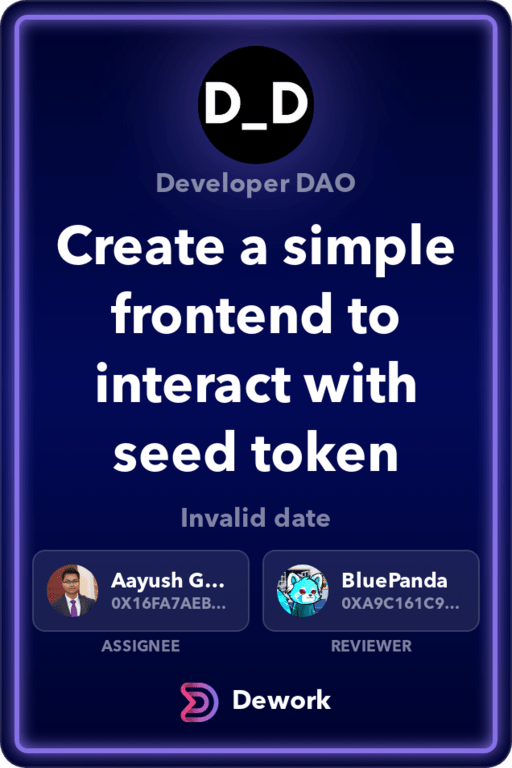 D_D
Developer DAO
Create a simple
frontend to
interact with
seed token
Invalid date
Aayush G...
0X16FA7AEB...
BluePanda
0XA9C161C9...
ASSIGNEE
REVIEWER
Dework